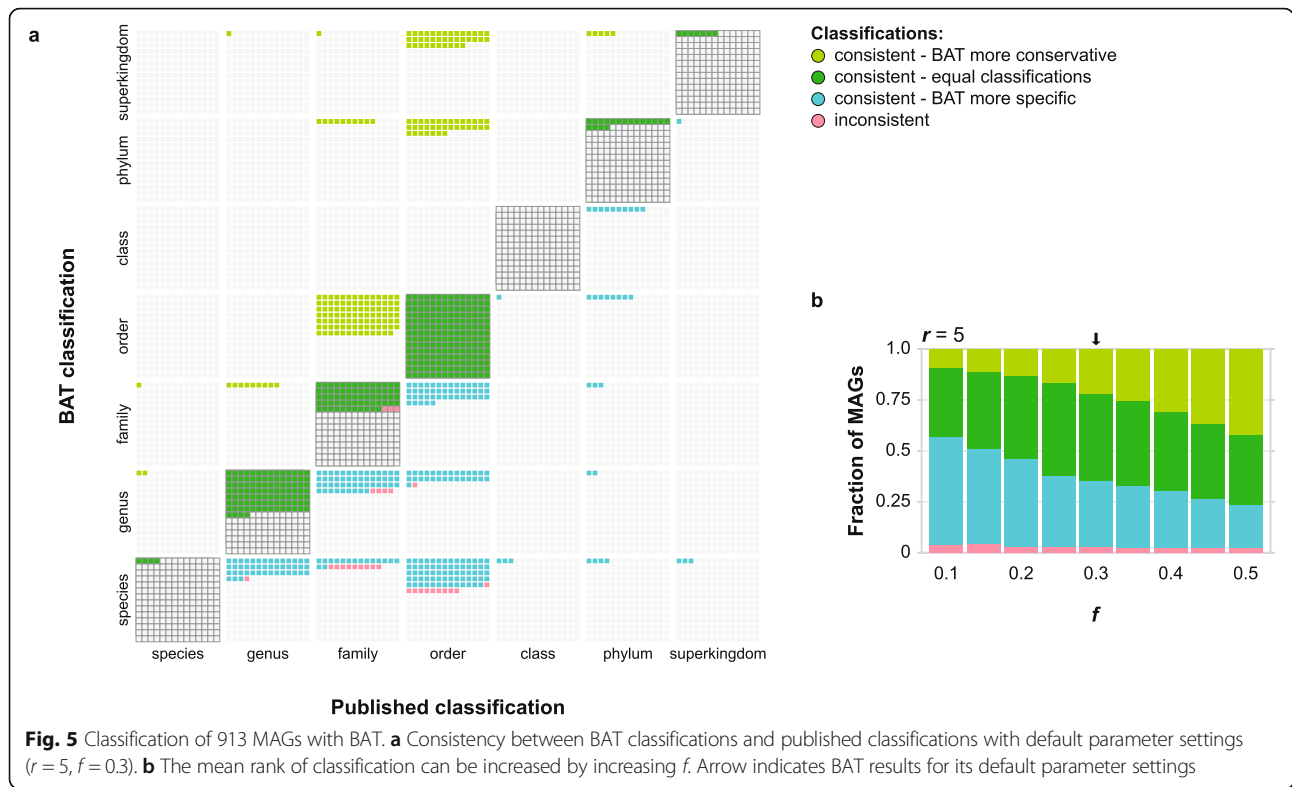 a
superkingdom
phylum
class
order
family
genus
species
BAT classification
species genus family order class phylum superkingdom
Published classification
Classifications:
consistent - BAT more conservative
consistent - equal classifications
consistent - BAT more specific
inconsistent
b
r = 5
1.0
0.75
0.5
0.25
0
Fraction of MAGs
0.1 0.2 0.3 0.4 0.5
f
Fig. 5 Classification of 913 MAGs with BAT. a Consistency between BAT classifications and published classifications with default parameter settings
(r = 5, f = 0.3). b The mean rank of classification can be increased by increasing f. Arrow indicates BAT results for its default parameter settings